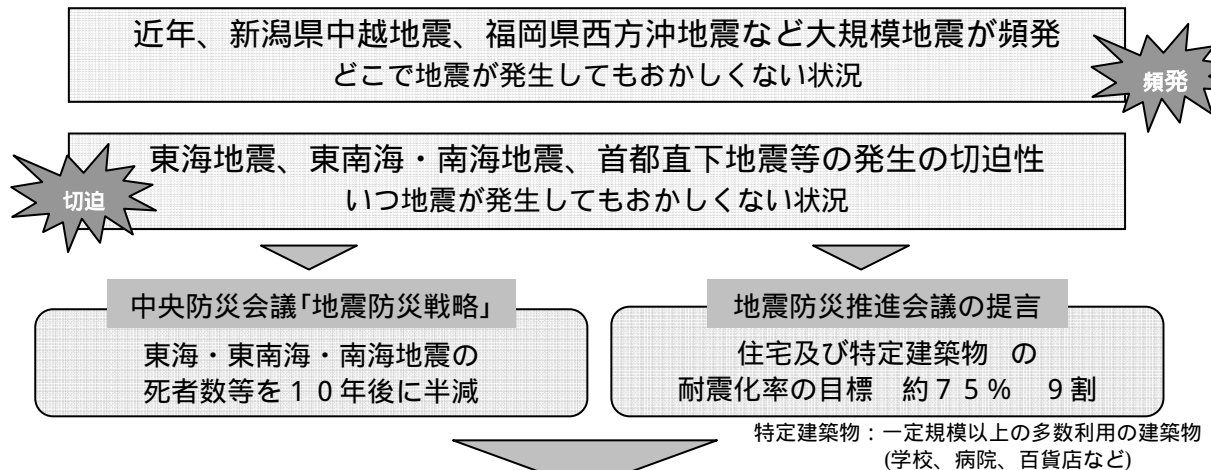 近年、新潟県中越地震、福岡県西方沖地震など大規模地震が頻発
どこで地震が発生してもおかしくない状況
頻発
東海地震、東南海・南海地震、首都直下地震等の発生の切迫性
いつ地震が発生してもおかしくない状況
切迫
中央防災会議｢地震防災戦略｣
東海・東南海・南海地震の
死者数等を１０年後に半減
地震防災推進会議の提言
住宅及び特定建築物 の
耐震化率の目標 約７５％ ９割
特定建築物：一定規模以上の多数利用の建築物
(学校、病院、百貨店など)